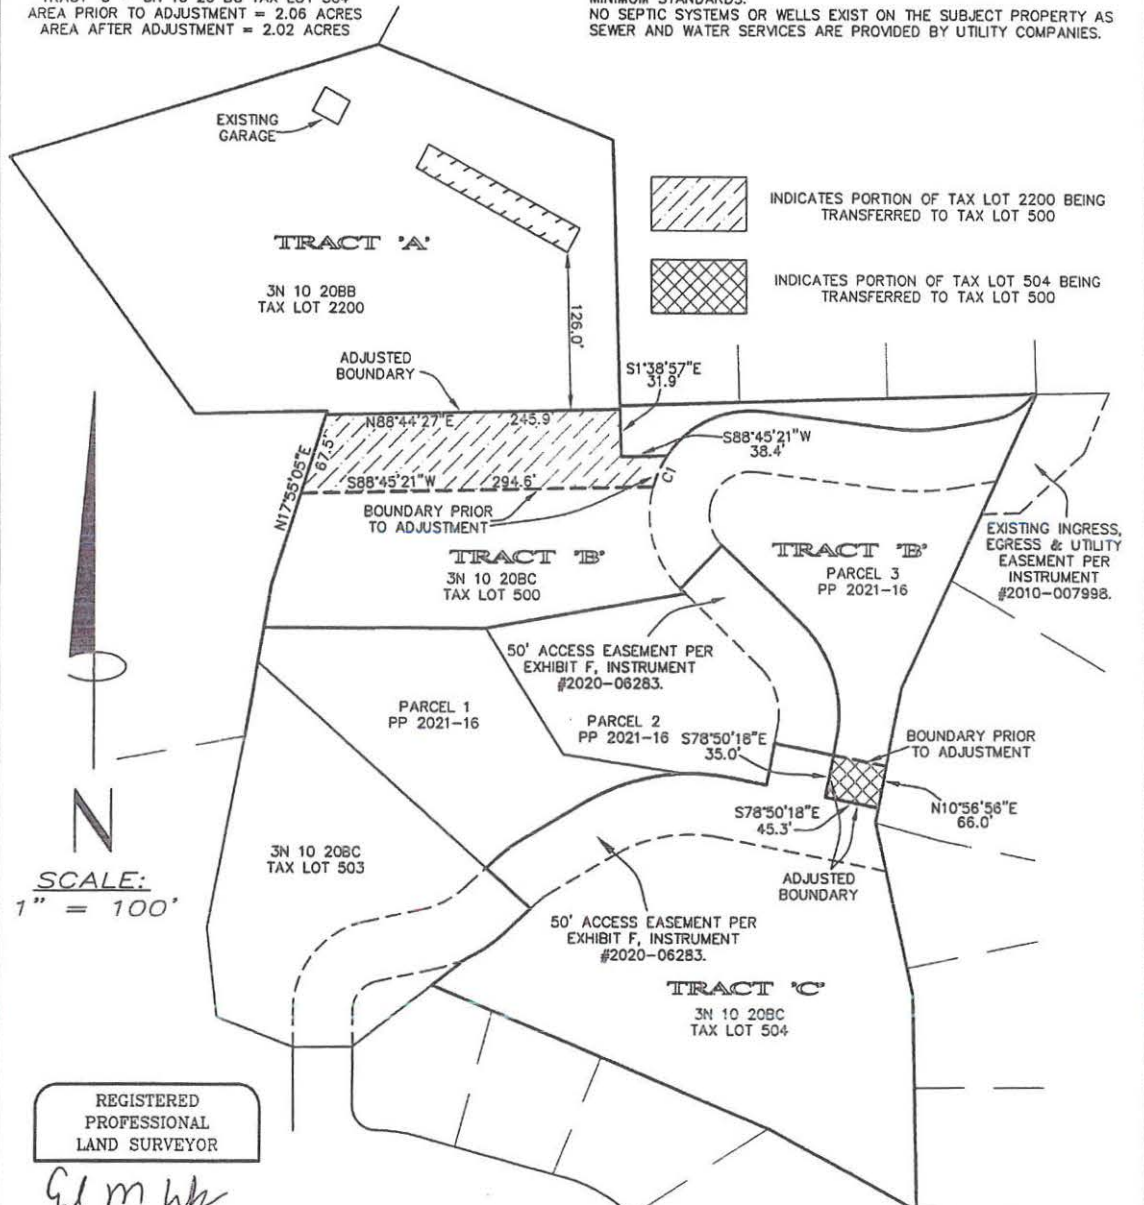 AREA PRIOR TO ADJUSTMENT = 2.06 ACRES
AREA AFTER ADJUSTMENT = 2.02 ACRES
MINIMUM STANDARDS.
NO SEPTIC SYSTEMS OR WELLS EXIST ON THE SUBJECT PROPERTY AS
SEWER AND WATER SERVICES ARE PROVIDED BY UTILITY COMPANIES.
EXISTING
GARAGE
INDICATES PORTION OF TAX LOT 2200 BEING
TRANSFERRED TO TAX LOT 500
TRACT 'A'
3N 10 20BB
TAX LOT 2200
INDICATES PORTION OF TAX LOT 504 BEING
TRANSFERRED TO TAX LOT 500
126.0'
ADJUSTED
BOUNDARY
S1°38'57"E
31.9'
N88°44'27"E 245.9'
S88°45'21"W
38.4'
N17°55'05"E
67.5'
S88°45'21"W 294.6'
C1
BOUNDARY PRIOR
TO ADJUSTMENT
EXISTING INGRESS,
EGRESS & UTILITY
EASEMENT PER
INSTRUMENT
#2010-007998.
TRACT 'B'
3N 10 20BC
TAX LOT 500
TRACT 'B'
PARCEL 3
PP 2021-16
50' ACCESS EASEMENT PER
EXHIBIT F, INSTRUMENT
#2020-06283.
PARCEL 1
PP 2021-16
PARCEL 2
PP 2021-16
S78°50'18"E
35.0'
BOUNDARY PRIOR
TO ADJUSTMENT
N10°56'56"E
66.0'
S78°50'18"E
45.3'
ADJUSTED
BOUNDARY
N
SCALE:
1" = 100'
3N 10 20BC
TAX LOT 503
50' ACCESS EASEMENT PER
EXHIBIT F, INSTRUMENT
#2020-06283.
TRACT 'C'
3N 10 20BC
TAX LOT 504
REGISTERED
PROFESSIONAL
LAND SURVEYOR